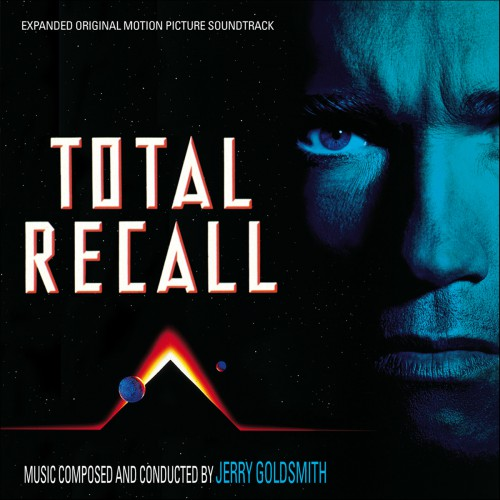 EXPANDED ORIGINAL MOTION PICTURE SOUNDTRACK
TOTAL
RECALL
MUSIC COMPOSED AND CONDUCTED BY JERRY GOLDSMITH